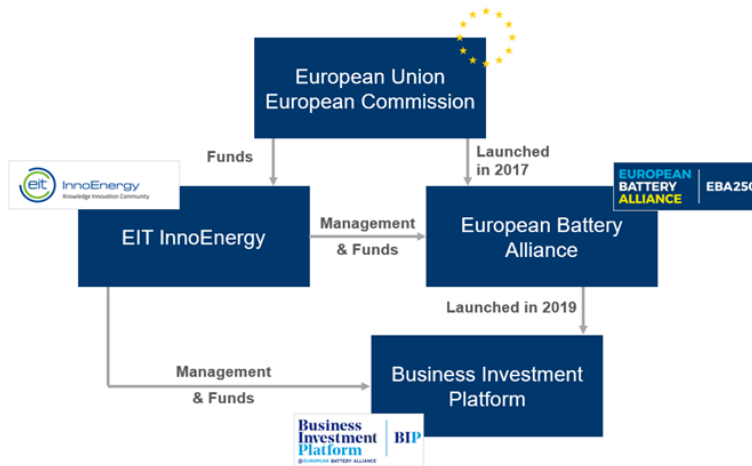 European Union
European Commission
Funds
Launched
in 2017
eit
InnoEnergy
Knowledge Innovation Community
EUROPEAN
BATTERY
ALLIANCE
EBA250
EIT InnoEnergy
Management
& Funds
European Battery
Alliance
Launched in 2019
Management
& Funds
Business Investment
Platform
Business
Investment
Platform
BIP
@EUROPEAN BATTERY ALLIANCE